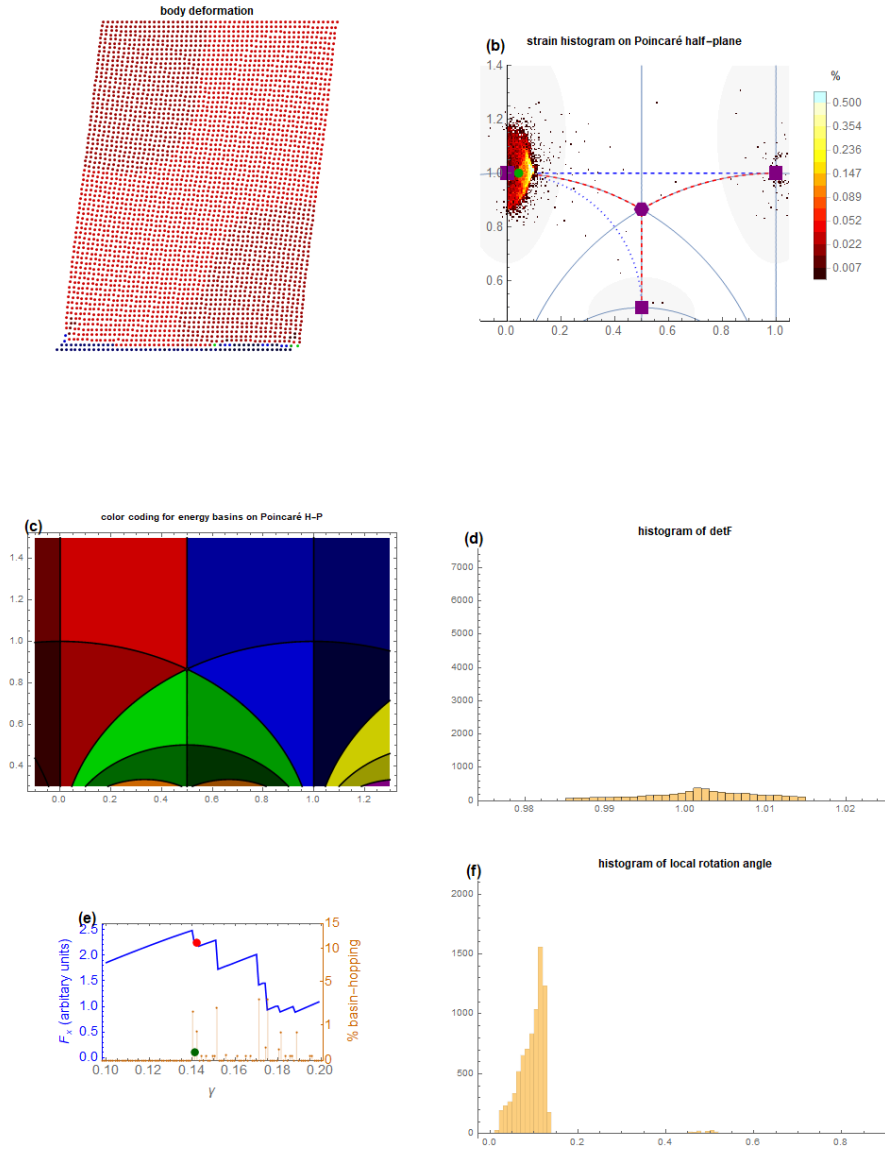 body deformation
(b)
strain histogram on Poincaré half-plane
1.4
1.2
1.0
0.8
0.6
0.0 0.2 0.4 0.6 0.8 1.0
%
0.500
0.354
0.236
0.147
0.089
0.052
0.022
0.007
(c)
color coding for energy basins on Poincaré H-P
1.4
1.2
1.0
0.8
0.6
0.4
0.0 0.2 0.4 0.6 0.8 1.0 1.2
(d)
histogram of detF
7000
6000
5000
4000
3000
2000
1000
0
0.98 0.99 1.00 1.01 1.02
(e)
F_x (arbitary units)
2.5
2.0
1.5
1.0
0.5
0.0
0.10 0.12 0.14 0.16 0.18 0.20
γ
15
10
5
1
0
% basin-hopping
(f)
histogram of local rotation angle
2000
1500
1000
500
0
0.0 0.2 0.4 0.6 0.8